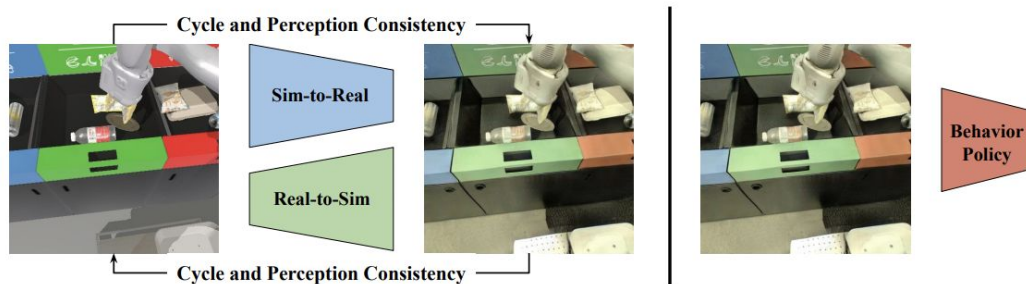 Cycle and Perception Consistency
Sim-to-Real
Real-to-Sim
Cycle and Perception Consistency
Behavior
Policy